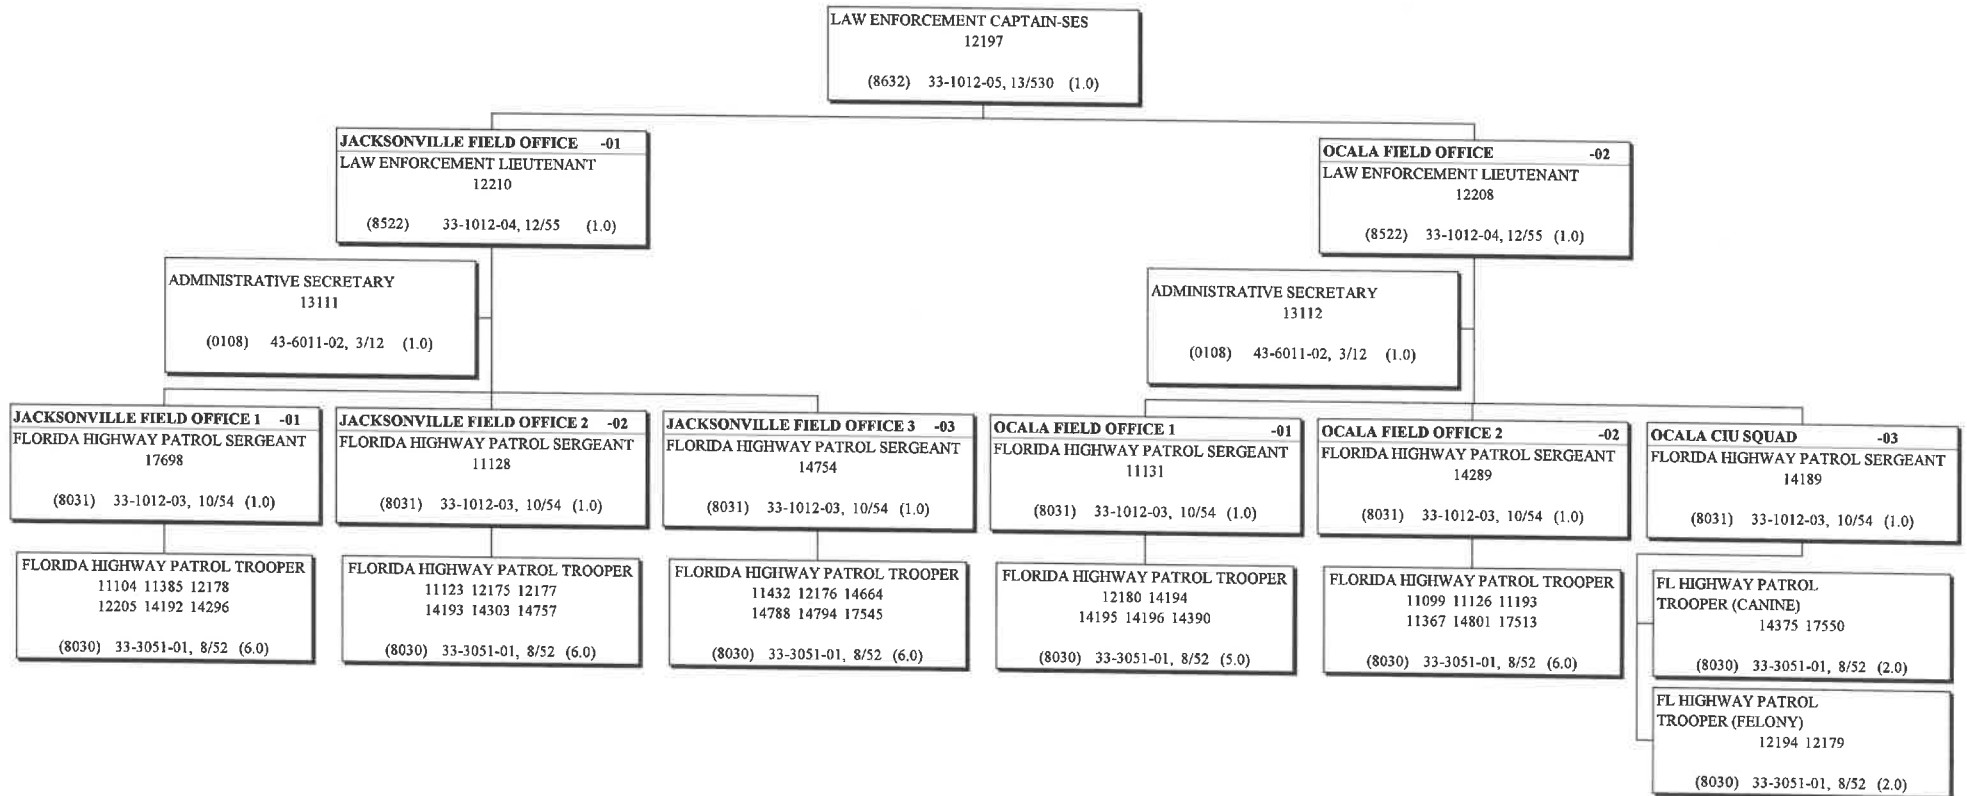 LAW ENFORCEMENT CAPTAIN-SES
12197
(8632) 33-1012-05, 13/530 (1.0)
JACKSONVILLE FIELD OFFICE -01
LAW ENFORCEMENT LIEUTENANT
12210
(8522) 33-1012-04, 12/55 (1.0)
OCALA FIELD OFFICE -02
LAW ENFORCEMENT LIEUTENANT
12208
(8522) 33-1012-04, 12/55 (1.0)
ADMINISTRATIVE SECRETARY
13111
(0108) 43-6011-02, 3/12 (1.0)
ADMINISTRATIVE SECRETARY
13112
(0108) 43-6011-02, 3/12 (1.0)
JACKSONVILLE FIELD OFFICE 1 -01
FLORIDA HIGHWAY PATROL SERGEANT
17698
(8031) 33-1012-03, 10/54 (1.0)
JACKSONVILLE FIELD OFFICE 2 -02
FLORIDA HIGHWAY PATROL SERGEANT
11128
(8031) 33-1012-03, 10/54 (1.0)
JACKSONVILLE FIELD OFFICE 3 -03
FLORIDA HIGHWAY PATROL SERGEANT
14754
(8031) 33-1012-03, 10/54 (1.0)
OCALA FIELD OFFICE 1 -01
FLORIDA HIGHWAY PATROL SERGEANT
11131
(8031) 33-1012-03, 10/54 (1.0)
OCALA FIELD OFFICE 2 -02
FLORIDA HIGHWAY PATROL SERGEANT
14289
(8031) 33-1012-03, 10/54 (1.0)
OCALA CIU SQUAD -03
FLORIDA HIGHWAY PATROL SERGEANT
14189
(8031) 33-1012-03, 10/54 (1.0)
FLORIDA HIGHWAY PATROL TROOPER
11104 11385 12178
12205 14192 14296
(8030) 33-3051-01, 8/52 (6.0)
FLORIDA HIGHWAY PATROL TROOPER
11123 12175 12177
14193 14303 14757
(8030) 33-3051-01, 8/52 (6.0)
FLORIDA HIGHWAY PATROL TROOPER
11432 12176 14664
14788 14794 17545
(8030) 33-3051-01, 8/52 (6.0)
FLORIDA HIGHWAY PATROL TROOPER
12180 14194
14195 14196 14390
(8030) 33-3051-01, 8/52 (5.0)
FLORIDA HIGHWAY PATROL TROOPER
11099 11126 11193
11367 14801 17513
(8030) 33-3051-01, 8/52 (6.0)
FL HIGHWAY PATROL
TROOPER (CANINE)
14375 17550
(8030) 33-3051-01, 8/52 (2.0)
FL HIGHWAY PATROL
TROOPER (FELONY)
12194 12179
(8030) 33-3051-01, 8/52 (2.0)